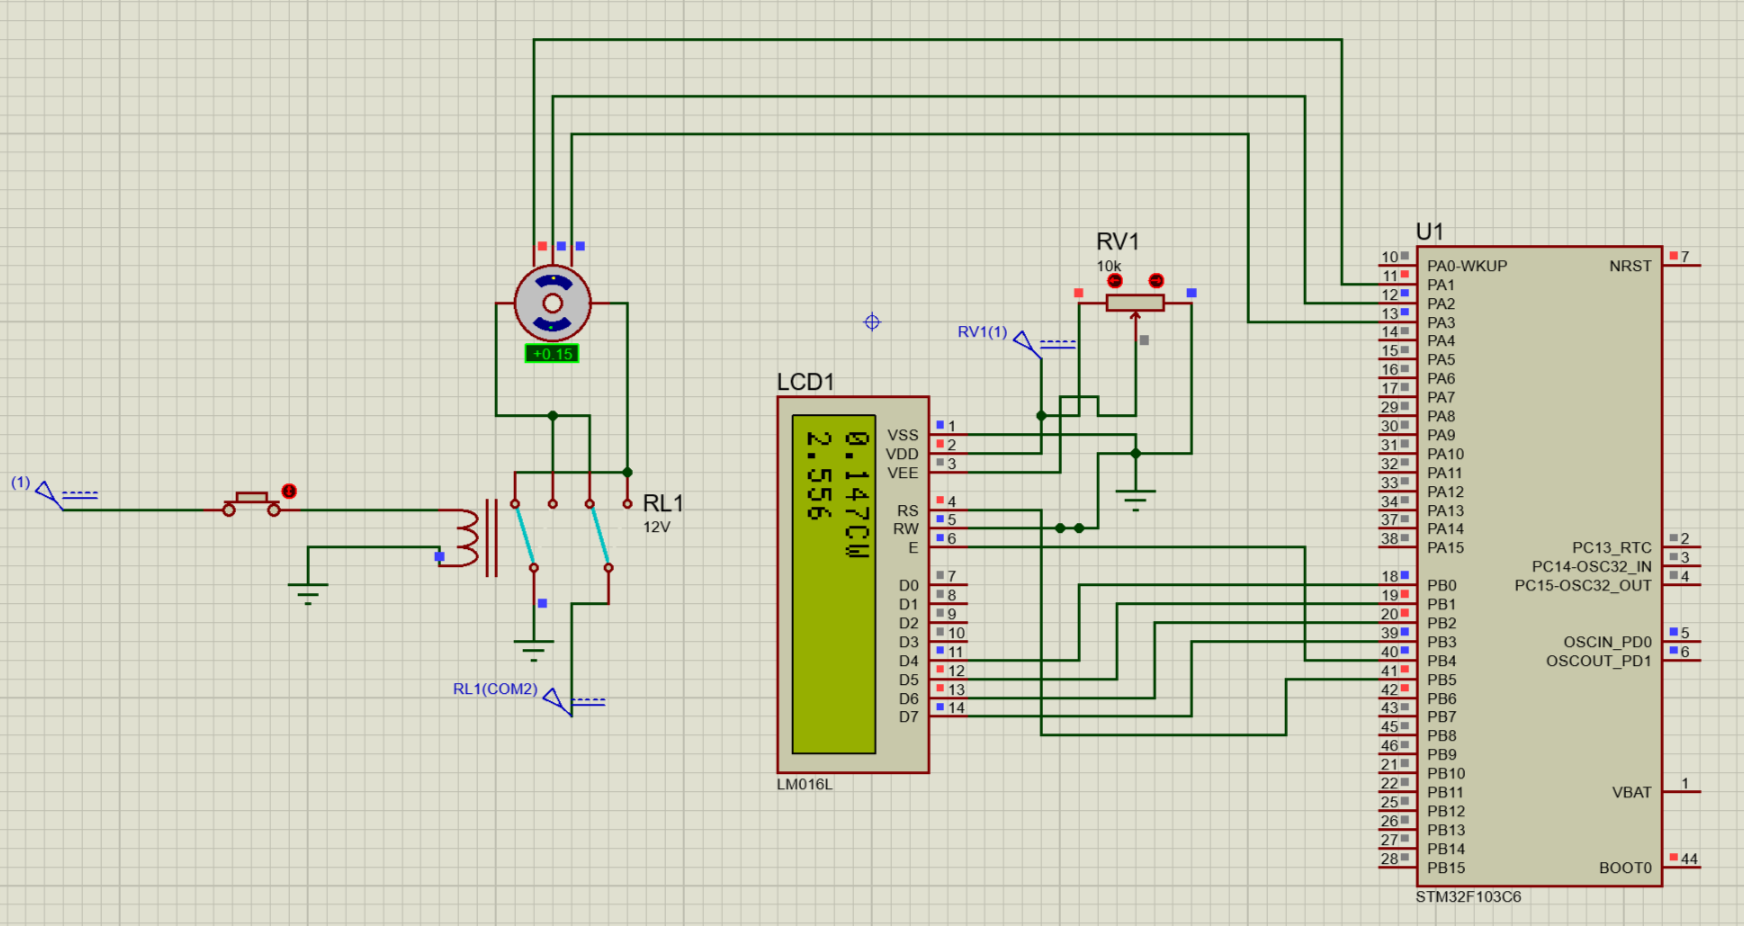 RV1
10k
RV1(1)
+0.15
LCD1
0.147CW
2.556
LM016L
VSS 1
VDD 2
VEE 3
RS 4
RW 5
E 6
D0 7
D1 8
D2 9
D3 10
D4 11
D5 12
D6 13
D7 14
(1)
RL1
12V
RL1(COM2)
U1
10 PA0-WKUP
11 PA1
12 PA2
13 PA3
14 PA4
15 PA5
16 PA6
17 PA7
29 PA8
30 PA9
31 PA10
32 PA11
33 PA12
34 PA13
37 PA14
38 PA15
18 PB0
19 PB1
20 PB2
39 PB3
40 PB4
41 PB5
42 PB6
43 PB7
45 PB8
46 PB9
21 PB10
22 PB11
25 PB12
26 PB13
27 PB14
28 PB15
NRST 7
PC13_RTC 2
PC14-OSC32_IN 3
PC15-OSC32_OUT 4
OSCIN_PD0 5
OSCOUT_PD1 6
VBAT 1
BOOT0 44
STM32F103C6